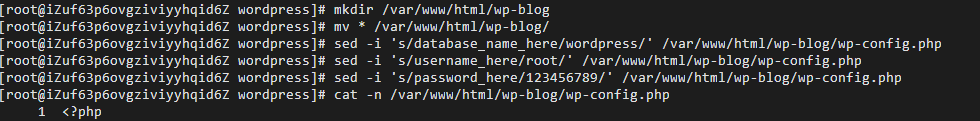 [root@iZuf63p6ovgziviyyhqid6Z wordpress]# mkdir /var/www/html/wp-blog
[root@iZuf63p6ovgziviyyhqid6Z wordpress]# mv * /var/www/html/wp-blog/
[root@iZuf63p6ovgziviyyhqid6Z wordpress]# sed -i 's/database_name_here/wordpress/' /var/www/html/wp-blog/wp-config.php
[root@iZuf63p6ovgziviyyhqid6Z wordpress]# sed -i 's/username_here/root/' /var/www/html/wp-blog/wp-config.php
[root@iZuf63p6ovgziviyyhqid6Z wordpress]# sed -i 's/password_here/123456789/' /var/www/html/wp-blog/wp-config.php
[root@iZuf63p6ovgziviyyhqid6Z wordpress]# cat -n /var/www/html/wp-blog/wp-config.php
     1  <?php